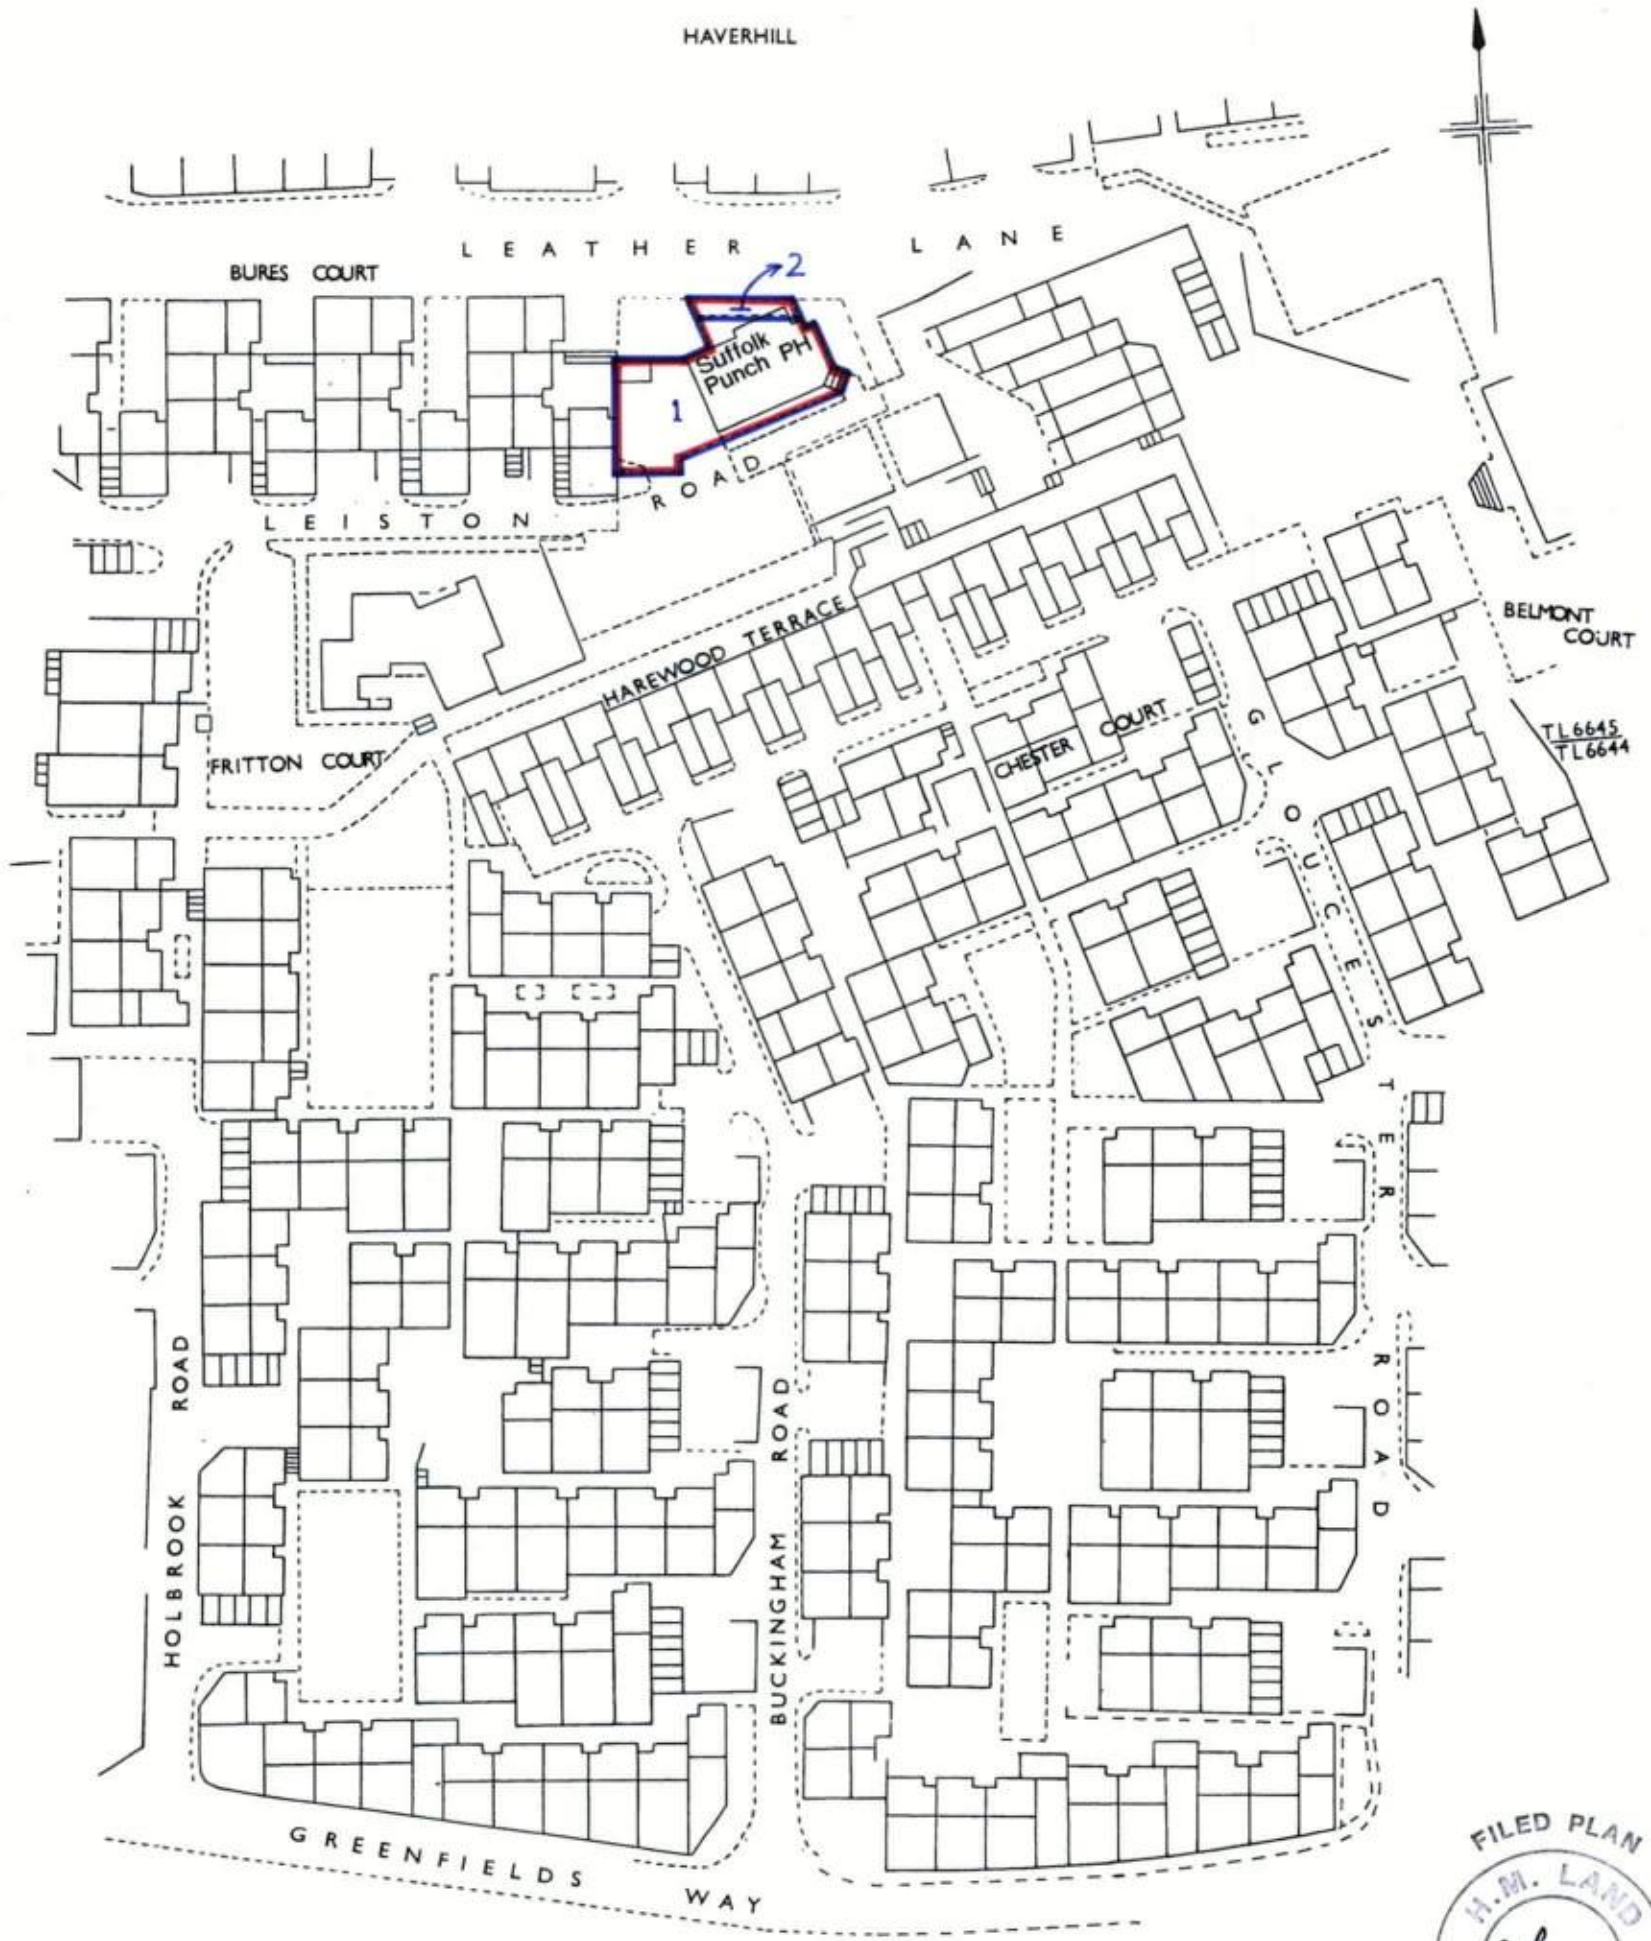 HAVERHILL
LEATHER LANE
BURES COURT
2
Suffolk
Punch PH
1
LEISTON ROAD
HAREWOOD TERRACE
BELMONT
COURT
FRITTON COURT
CHESTER COURT
TL6645
TL6644
GLOUCESTER ROAD
HOLBROOK ROAD
BUCKINGHAM ROAD
GREENFIELDS WAY
FILED PLAN
H.M. LAND